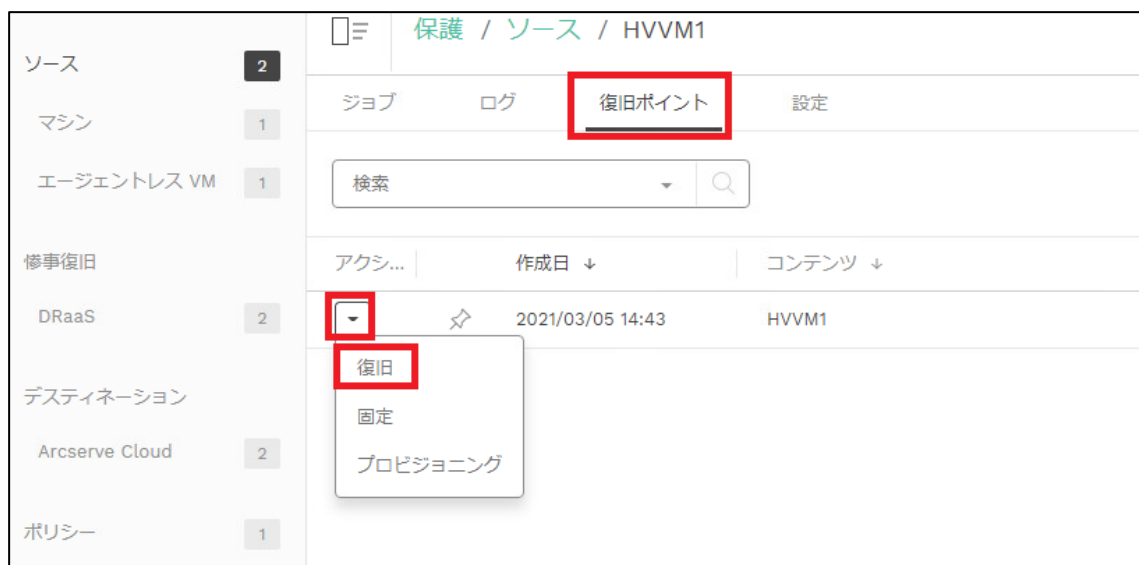 保護 / ソース / HVVM1
ソース 2
マシン 1
エージェントレス VM 1
惨事復旧
DRaaS 2
デスティネーション
Arcserve Cloud 2
ポリシー 1
ジョブ ログ 復旧ポイント 設定
検索
アクシ... 作成日 ↓ コンテンツ ↓
2021/03/05 14:43 HVVM1
復旧
固定
プロビジョニング